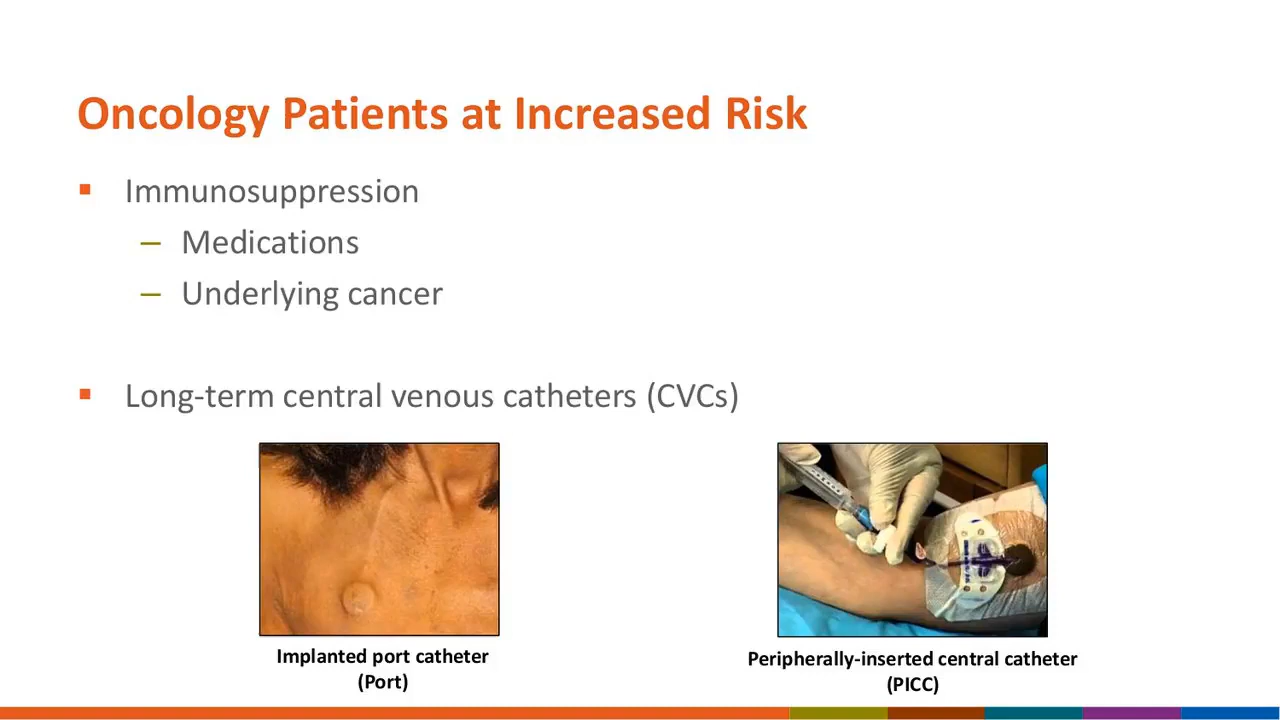 Oncology Patients at Increased Risk
▪ Immunosuppression
– Medications
– Underlying cancer
▪ Long-term central venous catheters (CVCs)
Implanted port catheter
(Port)
Peripherally-inserted central catheter
(PICC)